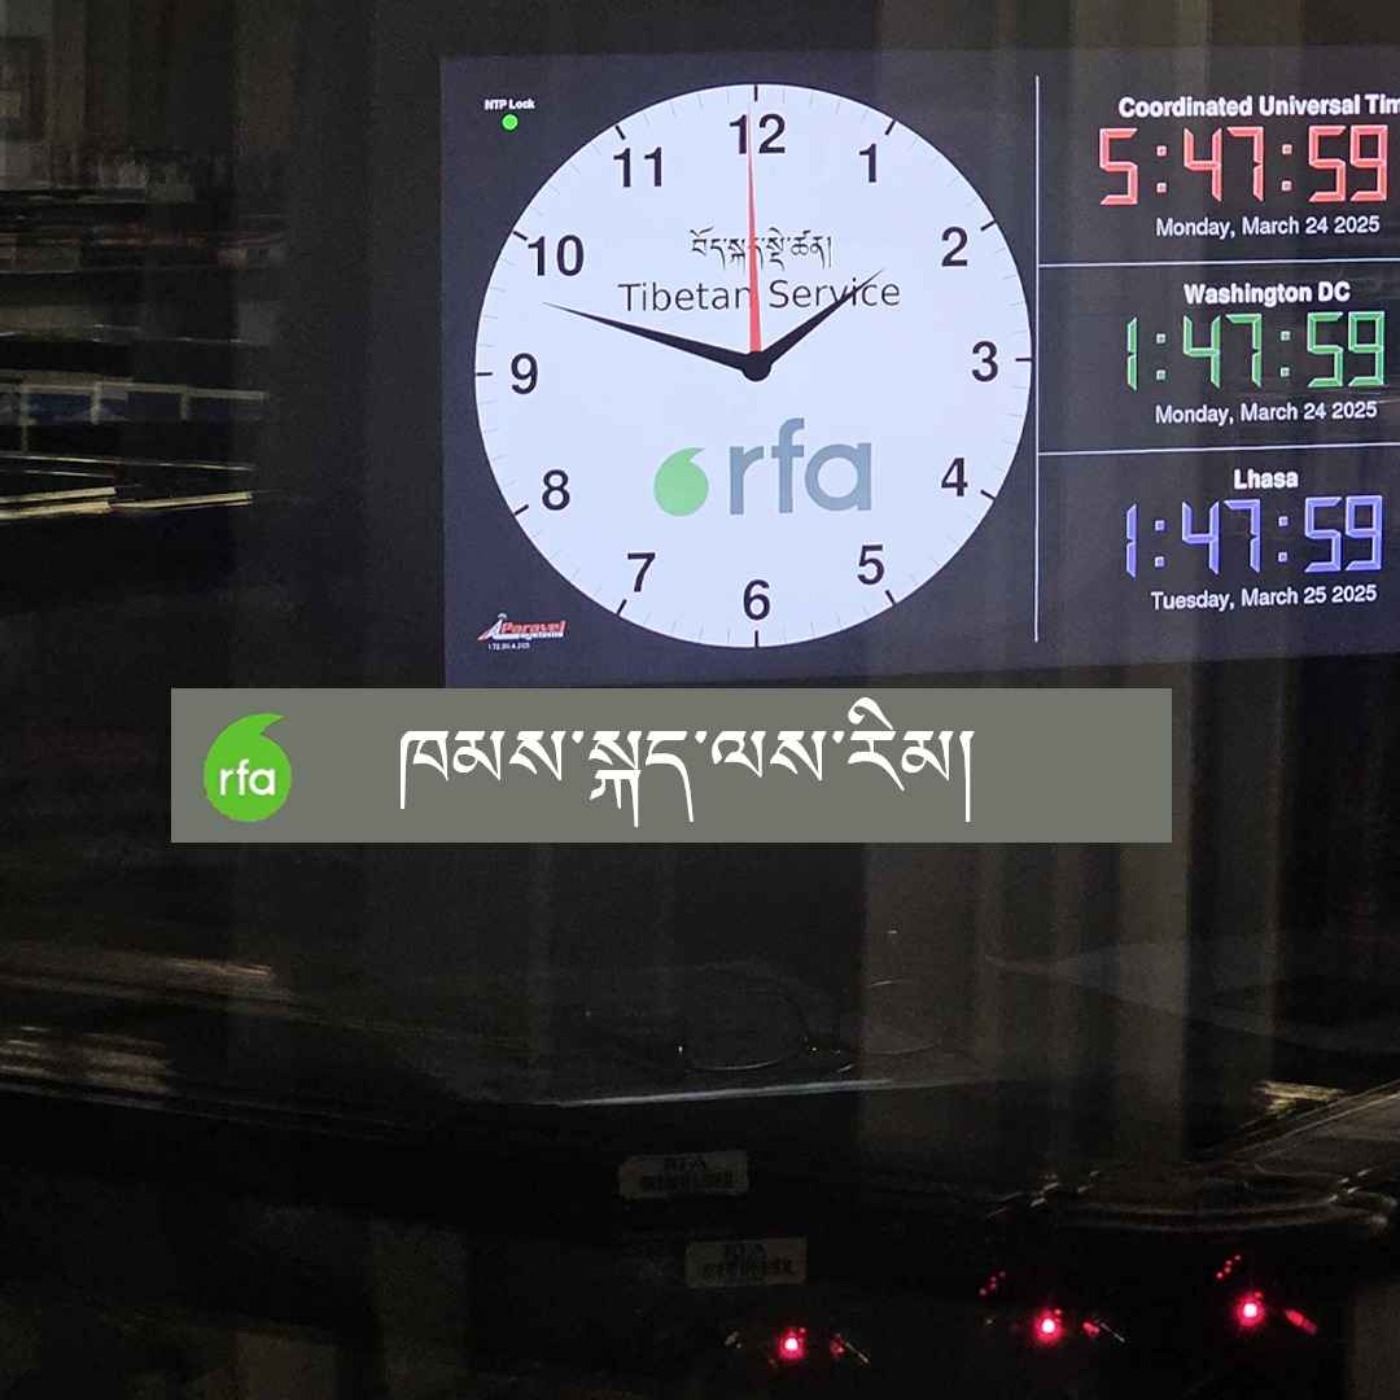 NTP Lock
12
1
2
3
4
5
6
7
8
9
10
11
བོད་སྐད་སྡེ་ཚན།
Tibetan Service
rfa
Paravel
systems
Coordinated Universal Tim
5:47:59
Monday, March 24 2025
Washington DC
1:47:59
Monday, March 24 2025
Lhasa
1:47:59
Tuesday, March 25 2025
rfa
ཁམས་སྐད་ལས་རིམ།